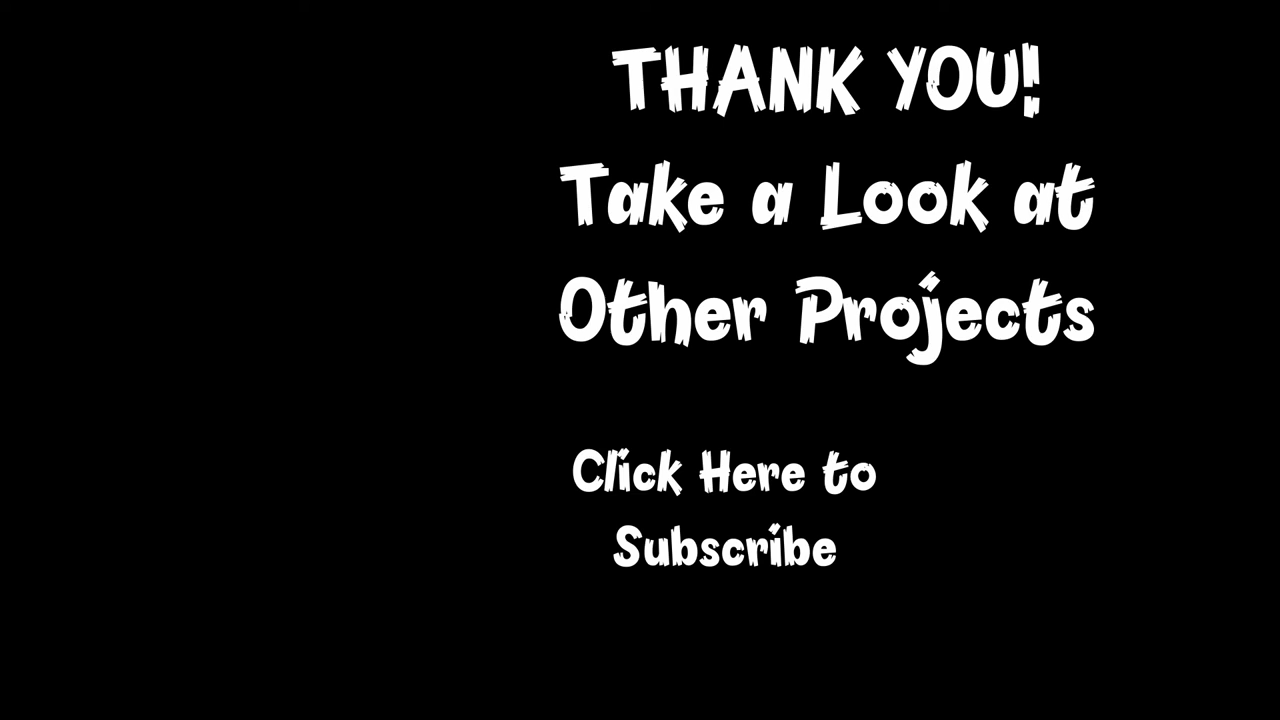 THANK YOU!
Take a Look at
Other Projects
Click Here to
Subscribe